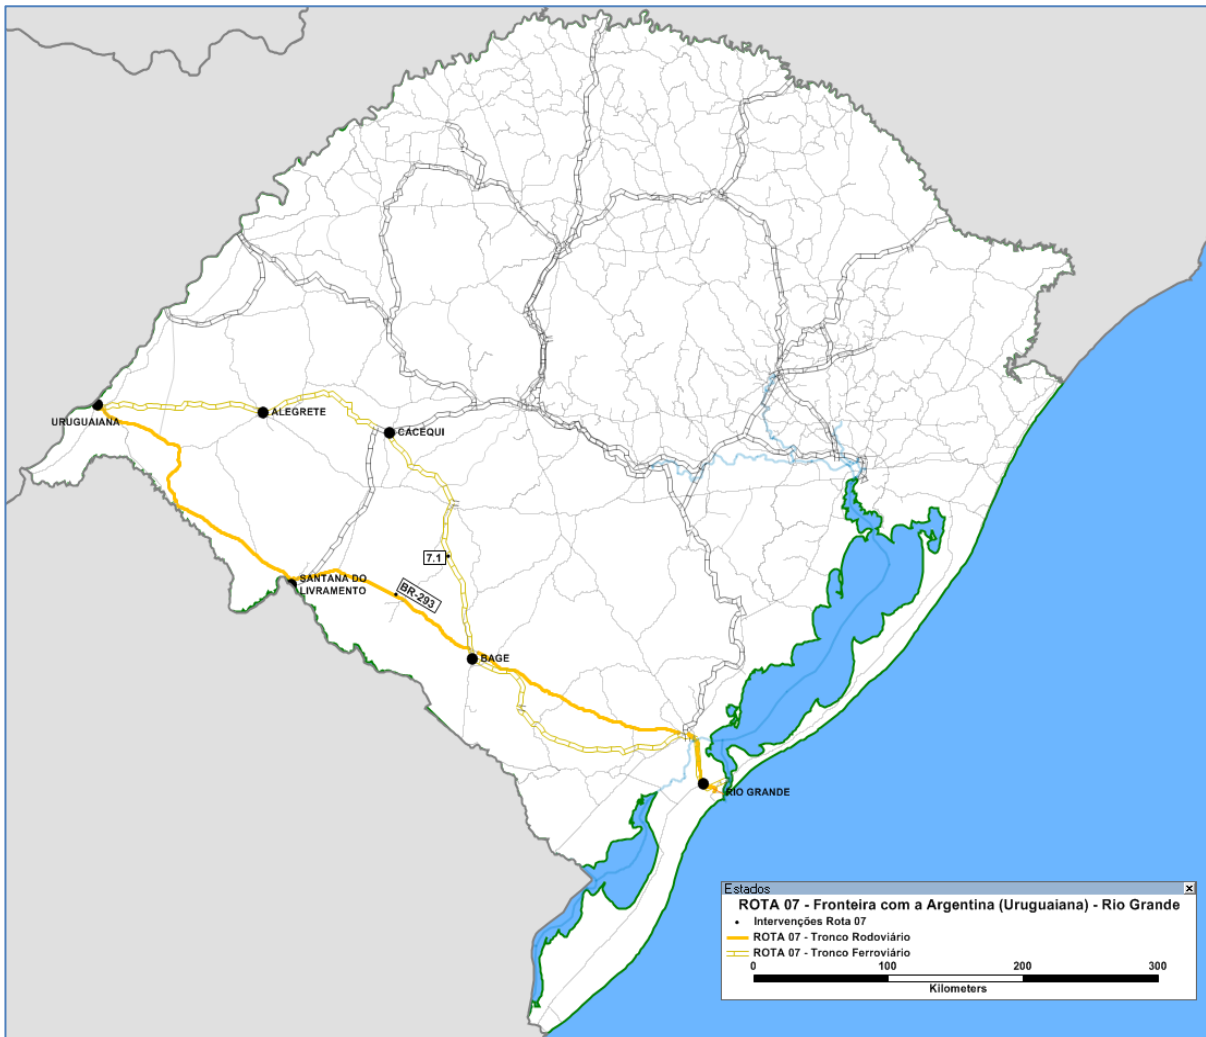 URUGUAIANA
ALEGRETE
CACEQUI
7.1
SANTANA DO
LIVRAMENTO
BR-293
BAGE
RIO GRANDE
Estados
ROTA 07 - Fronteira com a Argentina (Uruguaiana) - Rio Grande
Intervenções Rota 07
ROTA 07 - Tronco Rodoviário
ROTA 07 - Tronco Ferroviário
0 100 200 300
Kilometers